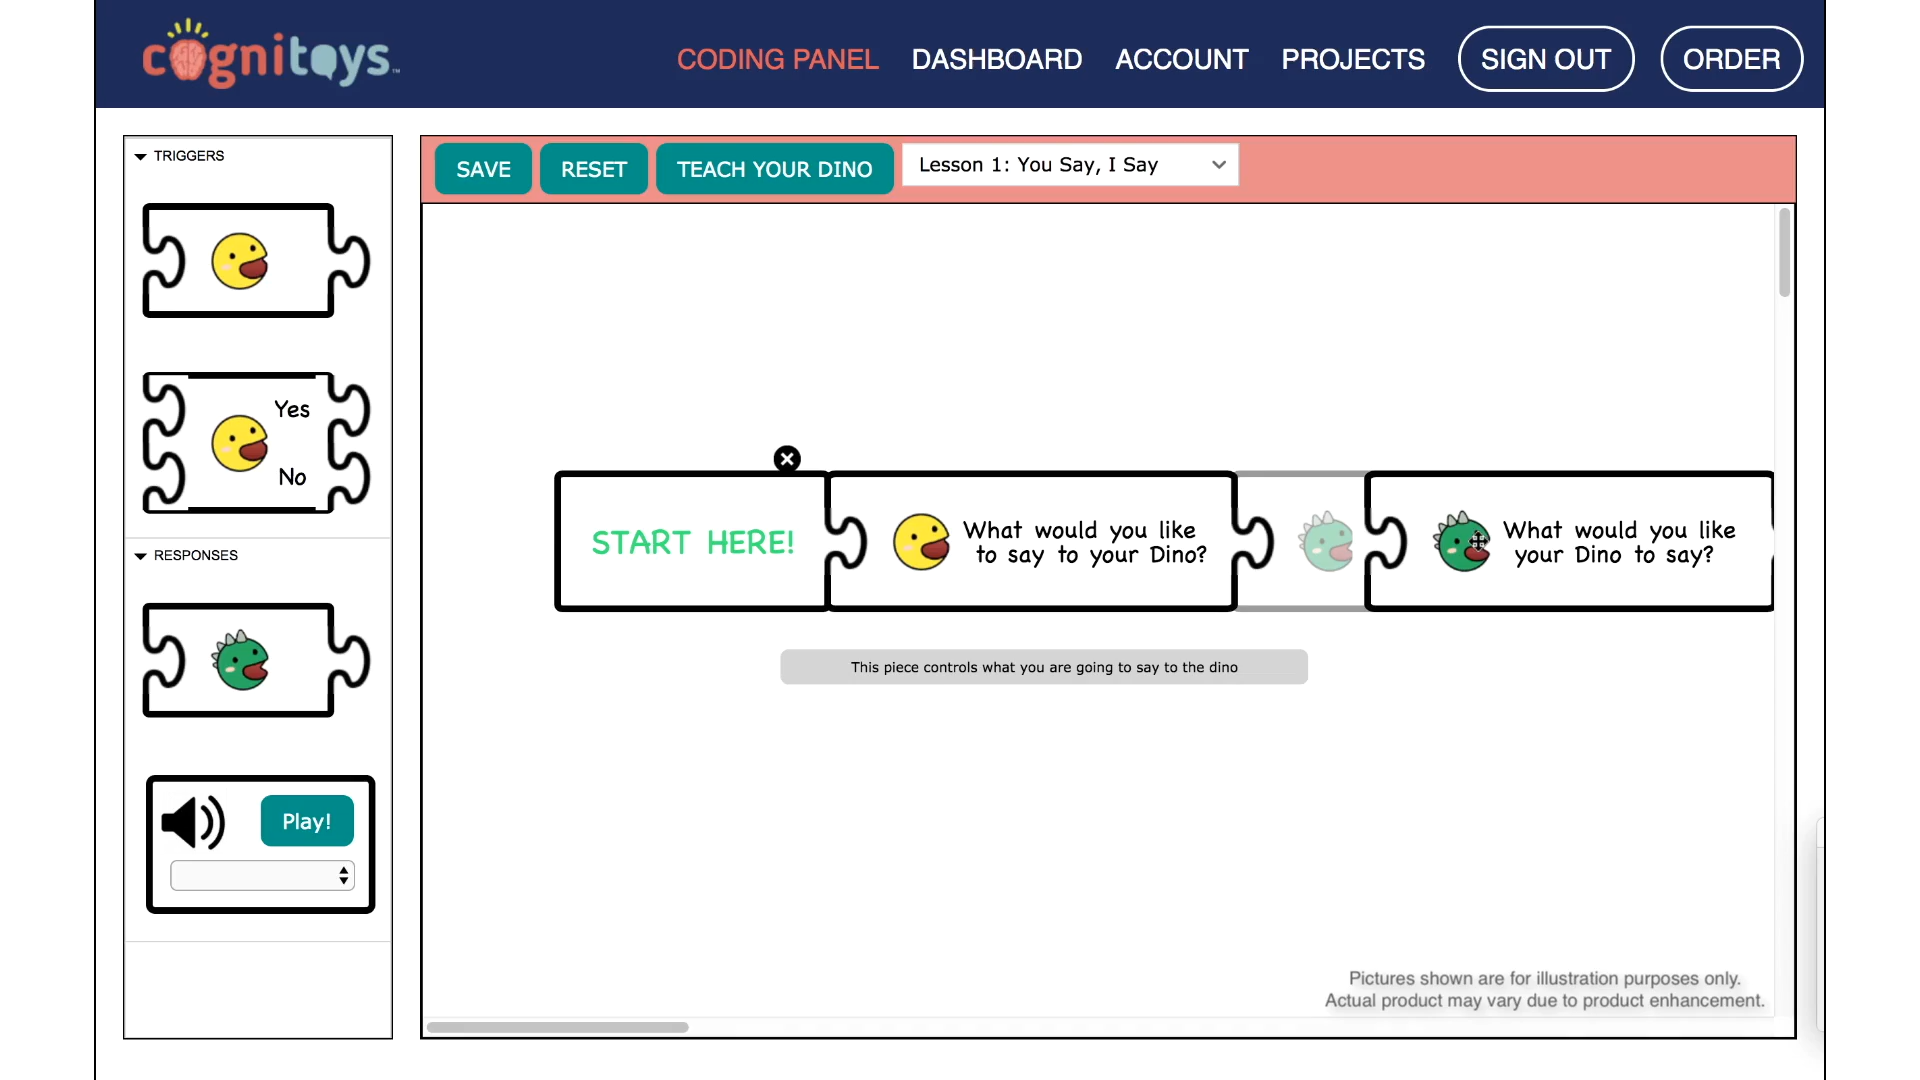 cognitoys™
CODING PANEL
DASHBOARD
ACCOUNT
PROJECTS
SIGN OUT
ORDER
TRIGGERS
Yes
No
RESPONSES
Play!
SAVE
RESET
TEACH YOUR DINO
Lesson 1: You Say, I Say
START HERE!
What would you like
to say to your Dino?
What would you like
your Dino to say?
This piece controls what you are going to say to the dino
Pictures shown are for illustration purposes only.
Actual product may vary due to product enhancement.